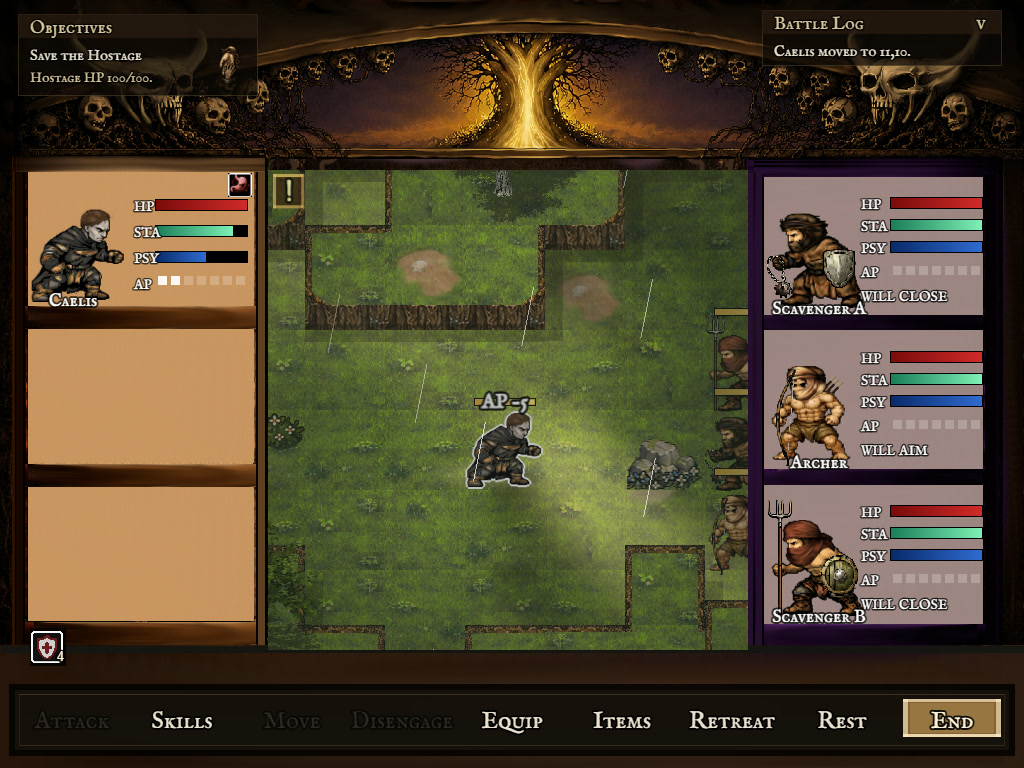 Objectives
Save the Hostage
Hostage HP 100/100.
Battle Log V
Caelis moved to 11,10.
!
HP
STA
PSY
AP
Caelis
AP -5
HP
STA
PSY
AP
WILL CLOSE
Scavenger A
HP
STA
PSY
AP
WILL AIM
Archer
HP
STA
PSY
AP
WILL CLOSE
Scavenger B
4
Attack Skills Move Disengage Equip Items Retreat Rest End